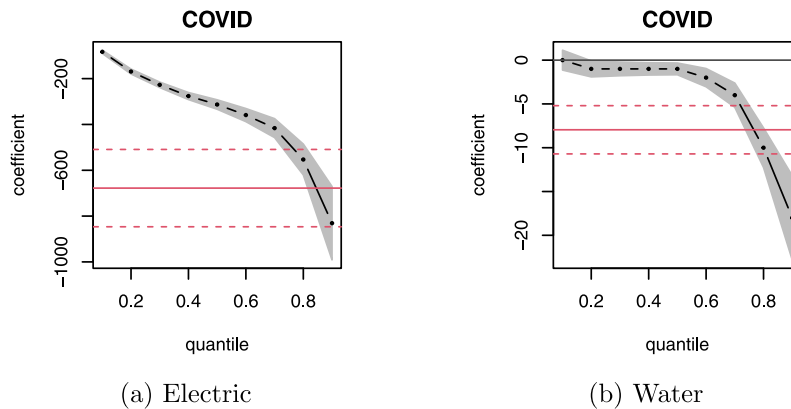 COVID
coefficient
−200
−600
−1000
0.2 0.4 0.6 0.8
quantile
(a) Electric
COVID
coefficient
0
−5
−10
−20
0.2 0.4 0.6 0.8
quantile
(b) Water